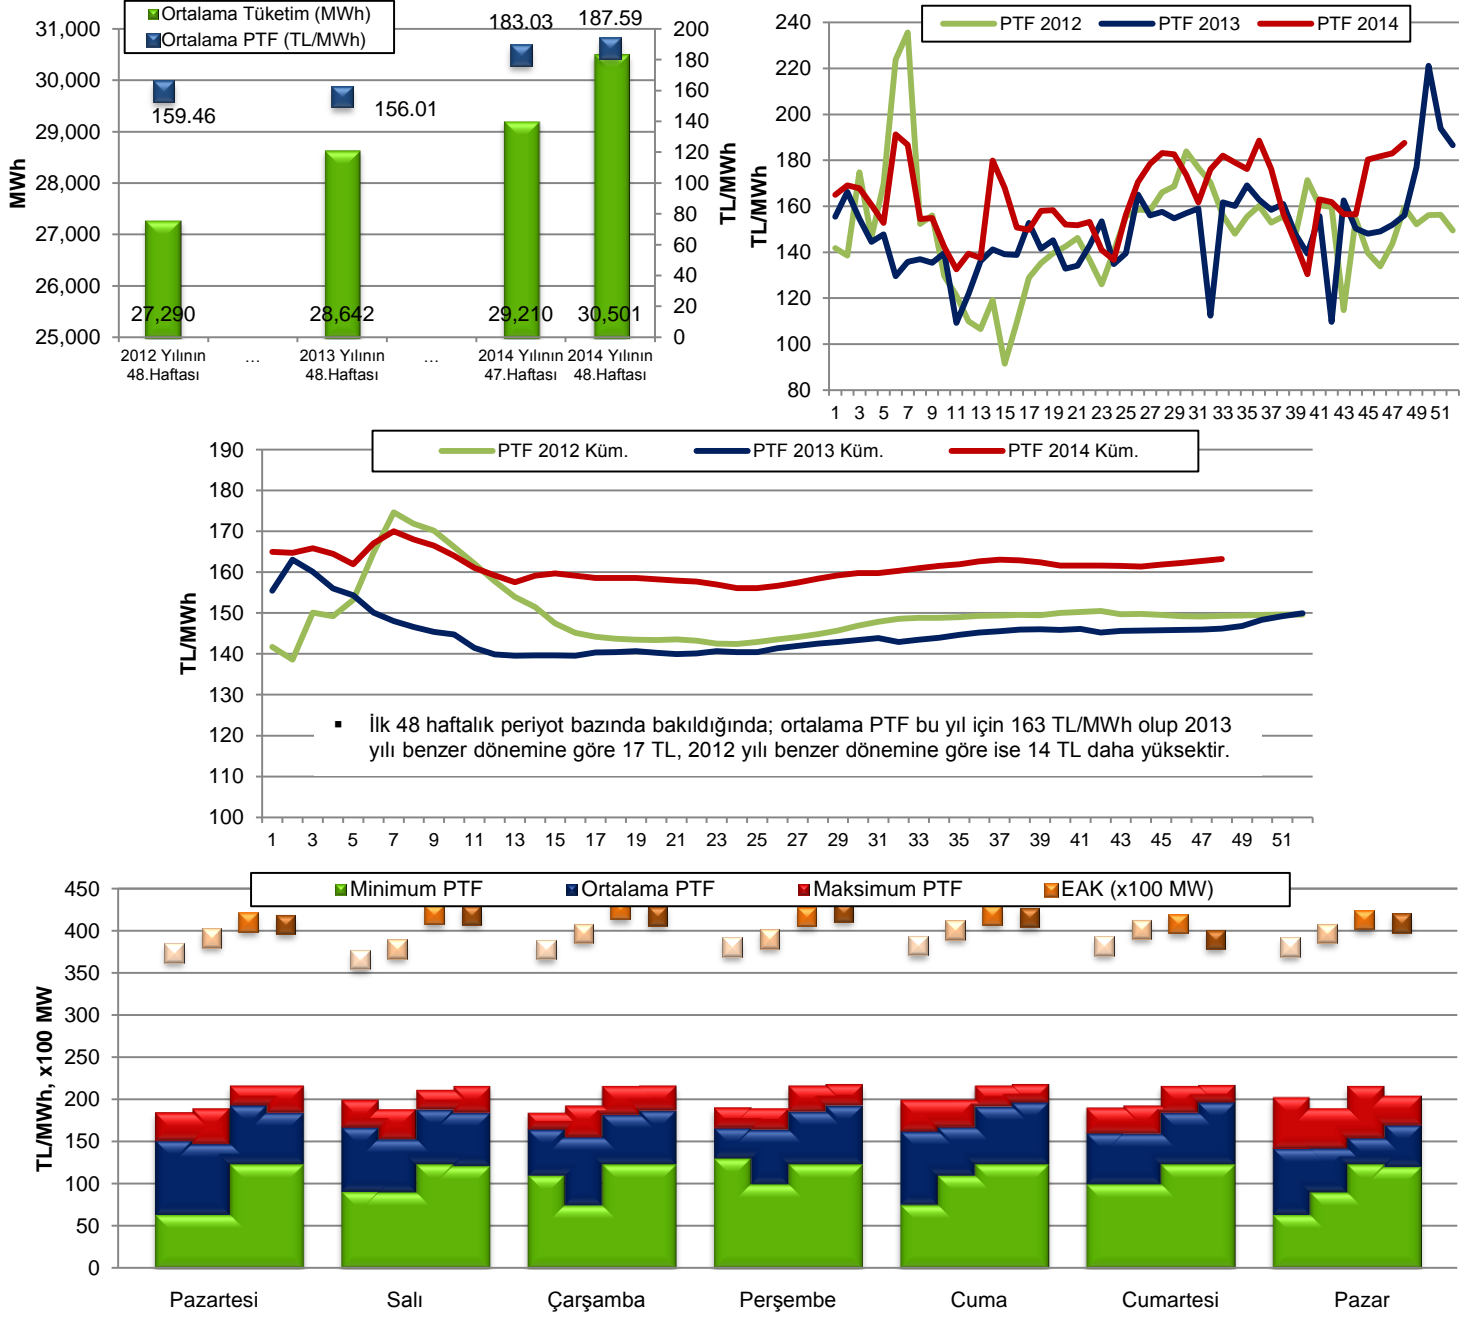 Ortalama Tüketim (MWh)
Ortalama PTF (TL/MWh)
183.03 187.59
159.46
156.01
31,000
30,000
29,000
28,000
27,000
26,000
25,000
MWh
200
180
160
140
120
100
80
60
40
20
0
TL/MWh
27,290 28,642 29,210 30,501
2012 Yılının 48.Haftası
...
2013 Yılının 48.Haftası
...
2014 Yılının 47.Haftası
2014 Yılının 48.Haftası
PTF 2012 PTF 2013 PTF 2014
240
220
200
180
160
140
120
100
80
TL/MWh
1 3 5 7 9 11 13 15 17 19 21 23 25 27 29 31 33 35 37 39 41 43 45 47 49 51
PTF 2012 Küm. PTF 2013 Küm. PTF 2014 Küm.
190
180
170
160
150
140
130
120
110
100
TL/MWh
▪ İlk 48 haftalık periyot bazında bakıldığında; ortalama PTF bu yıl için 163 TL/MWh olup 2013
yılı benzer dönemine göre 17 TL, 2012 yılı benzer dönemine göre ise 14 TL daha yüksektir.
1 3 5 7 9 11 13 15 17 19 21 23 25 27 29 31 33 35 37 39 41 43 45 47 49 51
Minimum PTF Ortalama PTF Maksimum PTF EAK (x100 MW)
450
400
350
300
250
200
150
100
50
0
TL/MWh, x100 MW
Pazartesi Salı Çarşamba Perşembe Cuma Cumartesi Pazar